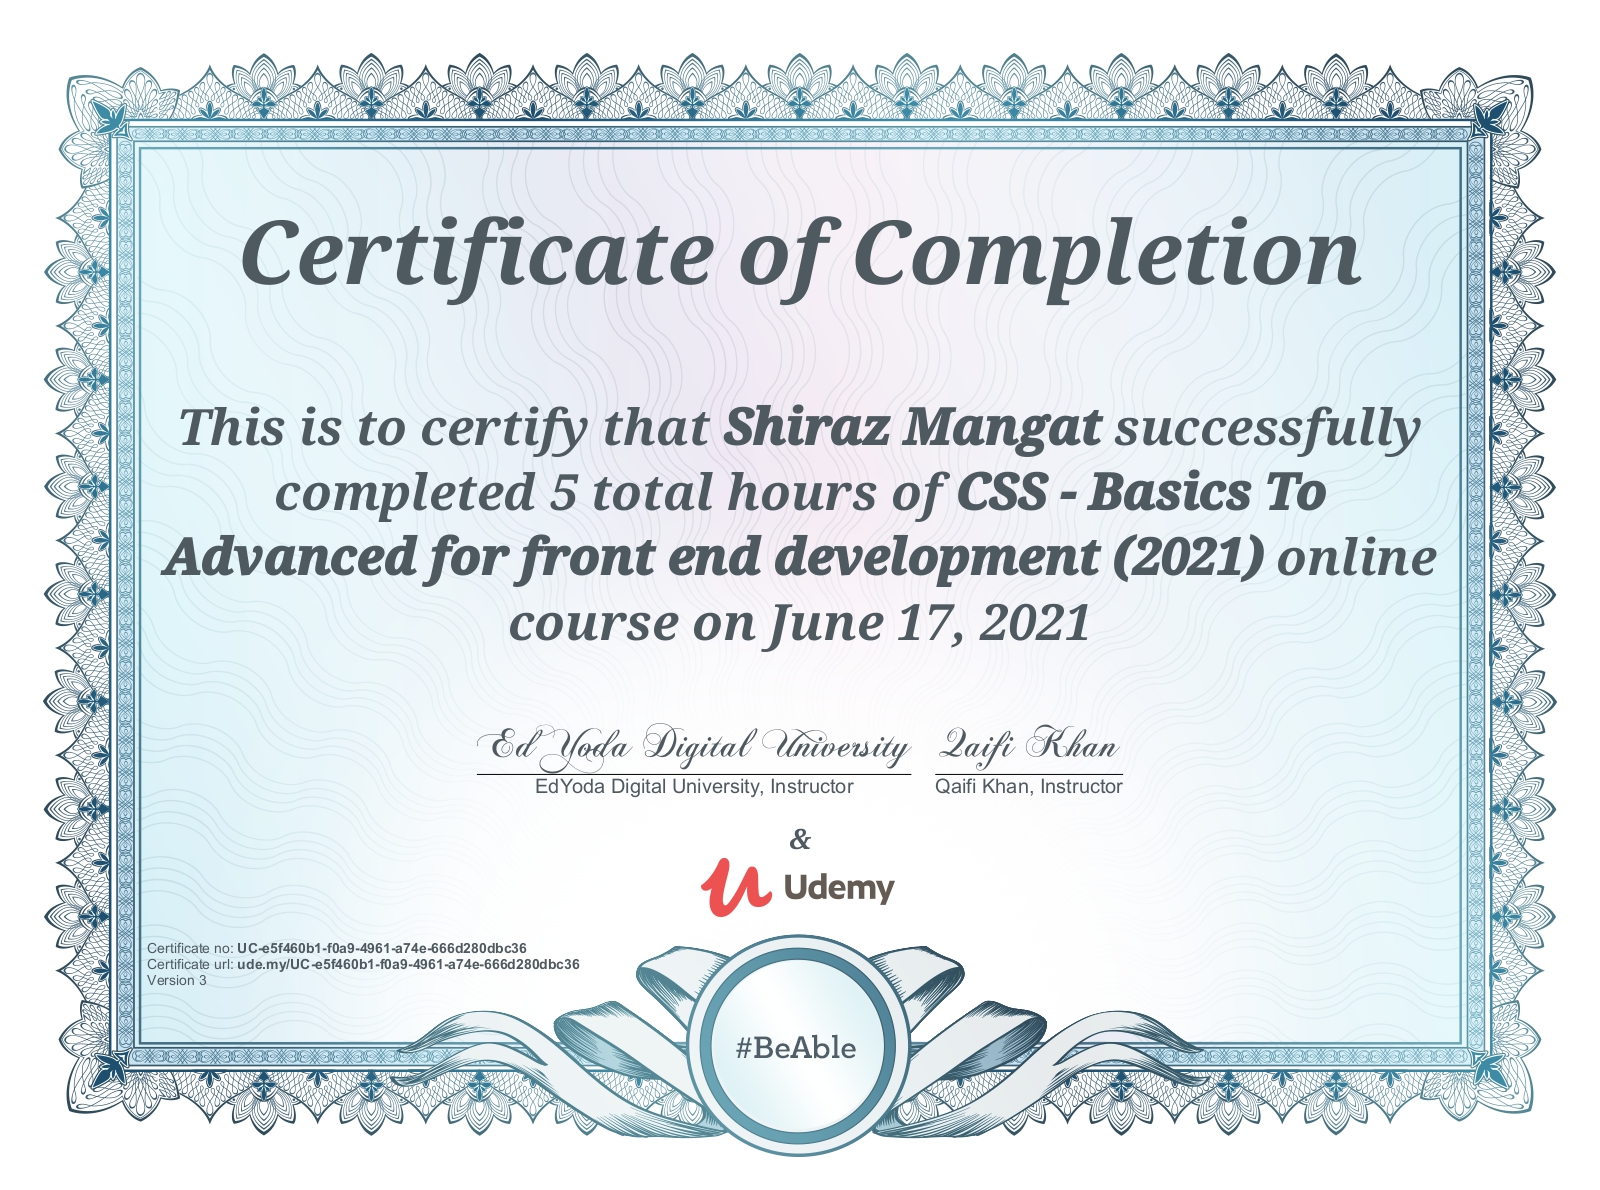 Certificate of Completion
This is to certify that Shiraz Mangat successfully
completed 5 total hours of CSS - Basics To
Advanced for front end development (2021) online
course on June 17, 2021
Ed Yoda Digital University Qaifi Khan
EdYoda Digital University, Instructor Qaifi Khan, Instructor
&
Udemy
Certificate no: UC-e5f460b1-f0a9-4961-a74e-666d280dbc36
Certificate url: ude.my/UC-e5f460b1-f0a9-4961-a74e-666d280dbc36
Version 3
#BeAble